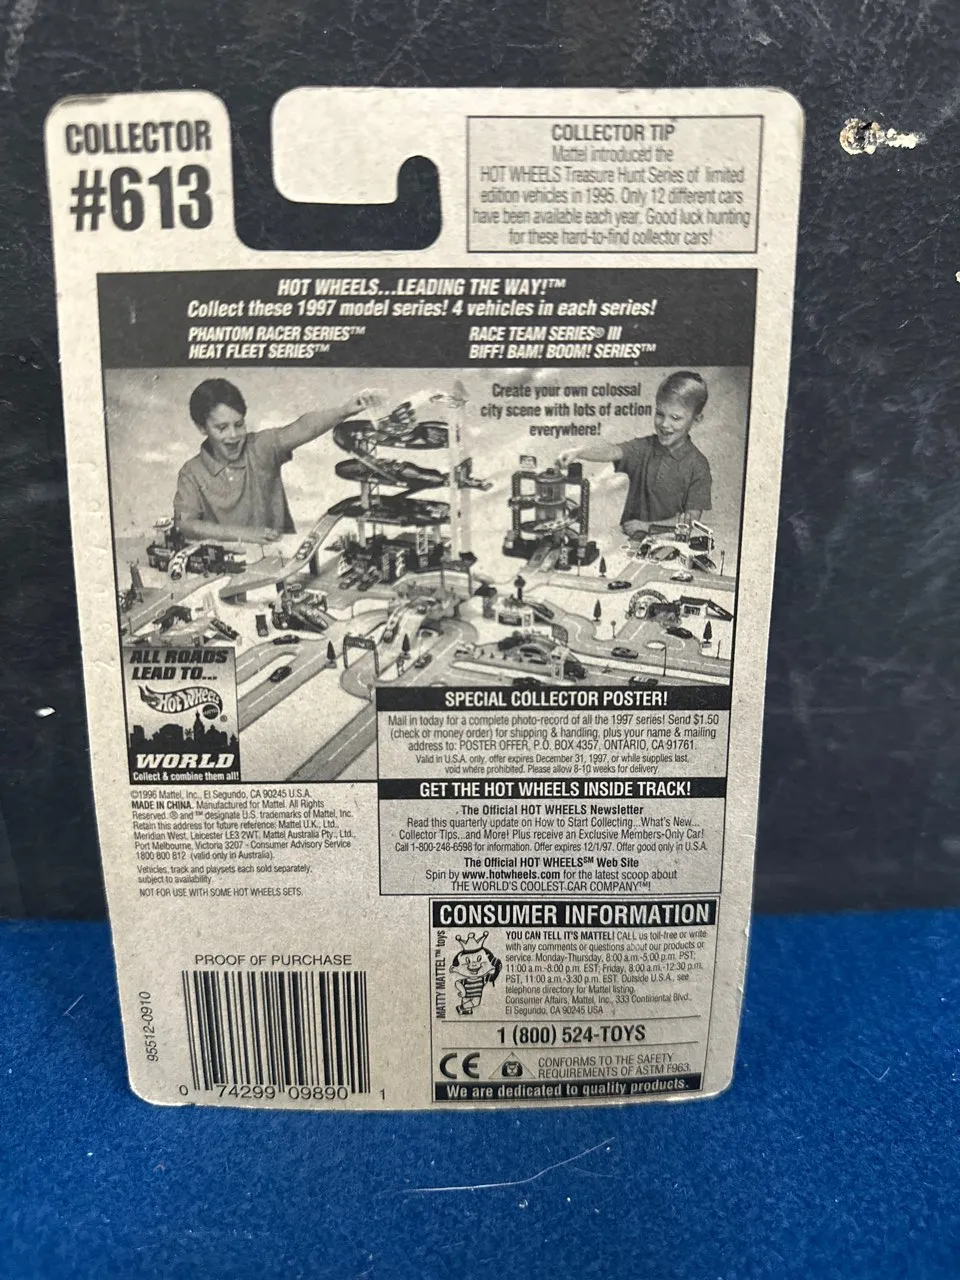 COLLECTOR
#613
COLLECTOR TIP
Mattel introduced the
HOT WHEELS Treasure Hunt Series of limited
edition vehicles in 1995. Only 12 different cars
have been available each year. Good luck hunting
for these hard-to-find collector cars!
HOT WHEELS...LEADING THE WAY!™
Collect these 1997 model series! 4 vehicles in each series!
PHANTOM RACER SERIES™
HEAT FLEET SERIES™
RACE TEAM SERIES® III
BIFF! BAM! BOOM! SERIES™
Create your own colossal
city scene with lots of action
everywhere!
ALL ROADS
LEAD TO...
Hot Wheels®
WORLD
Collect & combine them all!
SPECIAL COLLECTOR POSTER!
Mail in today for a complete photo-record of all the 1997 series! Send $1.50
(check or money order) for shipping & handling, plus your name & mailing
address to: POSTER OFFER, P.O. BOX 4357, ONTARIO, CA 91761.
Valid in U.S.A. only, offer expires December 31, 1997, or while supplies last,
void where prohibited. Please allow 8-10 weeks for delivery
GET THE HOT WHEELS INSIDE TRACK!
The Official HOT WHEELS Newsletter
Read this quarterly update on How to Start Collecting...What's New...
Collector Tips...and More! Plus receive an Exclusive Members-Only Car!
Call 1-800-248-6598 for information. Offer expires 12/1/97. Offer good only in U.S.A.
The Official HOT WHEELS℠ Web Site
Spin by www.hotwheels.com for the latest scoop about
THE WORLD'S COOLEST CAR COMPANY™!
©1996 Mattel, Inc., El Segundo, CA 90245 U.S.A.
MADE IN CHINA. Manufactured for Mattel. All Rights
Reserved. ® and ™ designate U.S. trademarks of Mattel, Inc.
Retain this address for future reference: Mattel U.K., Ltd.,
Meridian West, Leicester LE3 2WT. Mattel Australia Pty., Ltd.,
Port Melbourne, Victoria 3207 - Consumer Advisory Service
1800 800 812 (valid only in Australia).
Vehicles, track and playsets each sold separately,
subject to availability.
NOT FOR USE WITH SOME HOT WHEELS SETS.
CONSUMER INFORMATION
MATTY MATTEL™ toys
YOU CAN TELL IT'S MATTEL! CALL us toll-free or write
with any comments or questions about our products or
service. Monday-Thursday, 8:00 a.m.-5:00 p.m. PST,
11:00 a.m.-8:00 p.m. EST; Friday, 8:00 a.m.-12:30 p.m.
PST, 11:00 a.m.-3:30 p.m. EST. Outside U.S.A., see
telephone directory for Mattel listing.
Consumer Affairs, Mattel, Inc., 333 Continental Blvd.,
El Segundo, CA 90245 USA
1 (800) 524-TOYS
CE
CONFORMS TO THE SAFETY
REQUIREMENTS OF ASTM F963.
We are dedicated to quality products.
PROOF OF PURCHASE
95512-0910
0 74299 09890 1